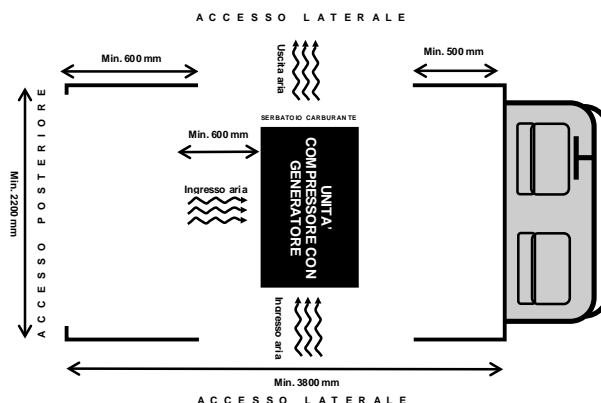 ACCESSO LATERALE
Min. 600 mm
Min. 500 mm
Uscita aria
SERBATOIO CARBURANTE
Min. 600 mm
Ingresso aria
UNITA'
COMPRESSORE CON
GENERATORE
ACCESSO POSTERIORE
Min. 2200 mm
Ingresso aria
Min. 3800 mm
ACCESSO LATERALE